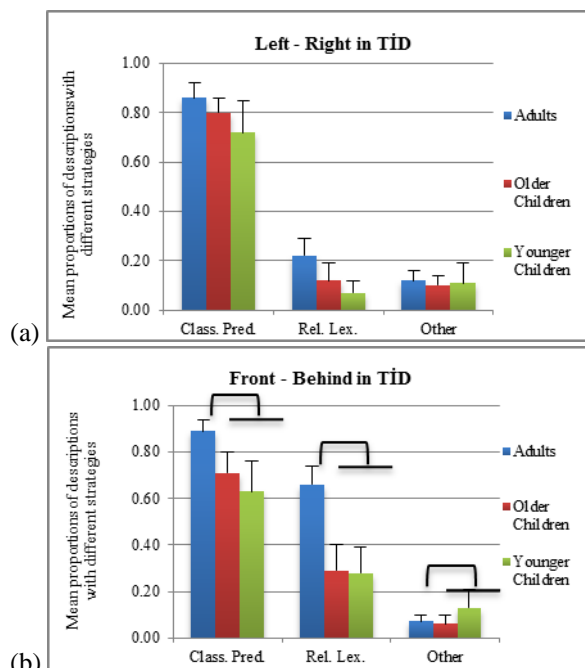 Left - Right in TİD
Mean proportions of descriptionswith
different strategies
1.00
0.80
0.60
0.40
0.20
0.00
Class. Pred.
Rel. Lex.
Other
Adults
Older
Children
Younger
Children
(a)
Front - Behind in TİD
Mean proportions of descriptions
with different strategies
1.00
0.80
0.60
0.40
0.20
0.00
Class. Pred.
Rel. Lex.
Other
Adults
Older
Children
Younger
Children
(b)